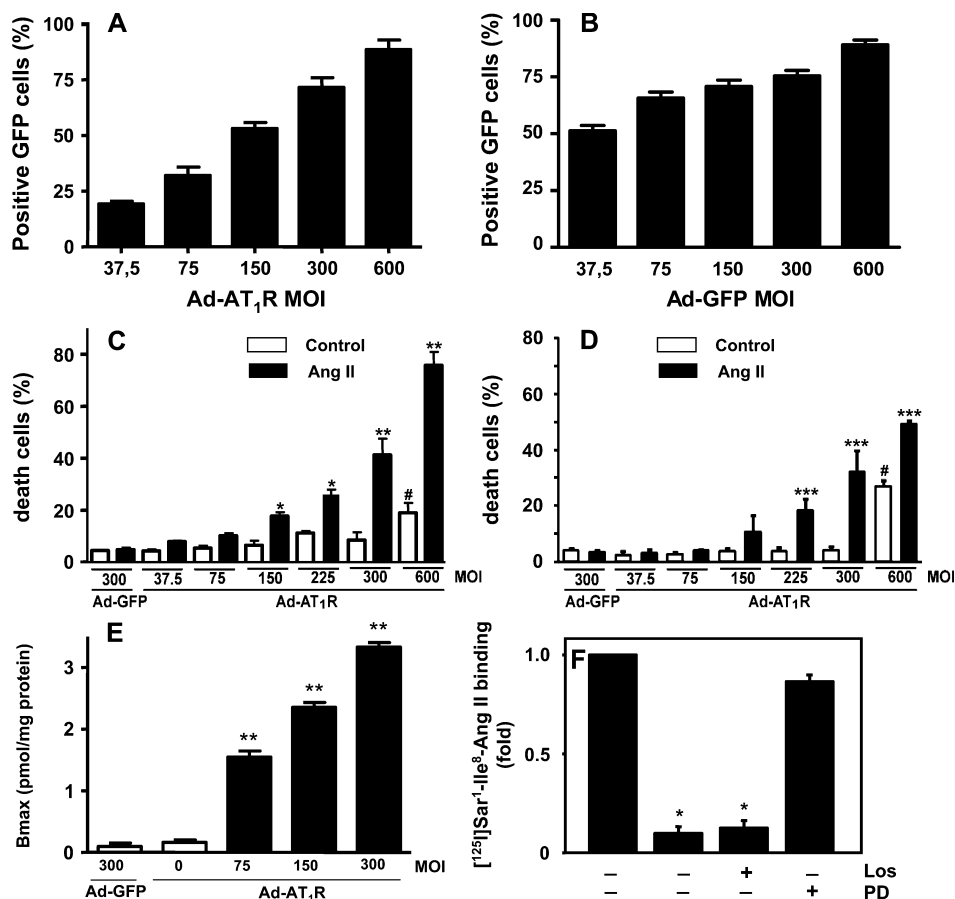 A
Positive GFP cells (%)
100
75
50
25
0
37,5 75 150 300 600
Ad-AT₁R MOI
B
Positive GFP cells (%)
100
75
50
25
0
37,5 75 150 300 600
Ad-GFP MOI
C
Control
Ang II
death cells (%)
80
60
40
20
0
* * ** # **
300 37.5 75 150 225 300 600 MOI
Ad-GFP Ad-AT₁R
D
Control
Ang II
death cells (%)
80
60
40
20
0
*** *** # ***
300 37.5 75 150 225 300 600 MOI
Ad-GFP Ad-AT₁R
E
Bmax (pmol/mg protein)
3
2
1
0
** ** **
300 0 75 150 300 MOI
Ad-GFP Ad-AT₁R
F
[¹²⁵I]Sar¹-Ile⁸-Ang II binding
(fold)
1.0
0.5
0
* *
– – + – Los
– – – + PD